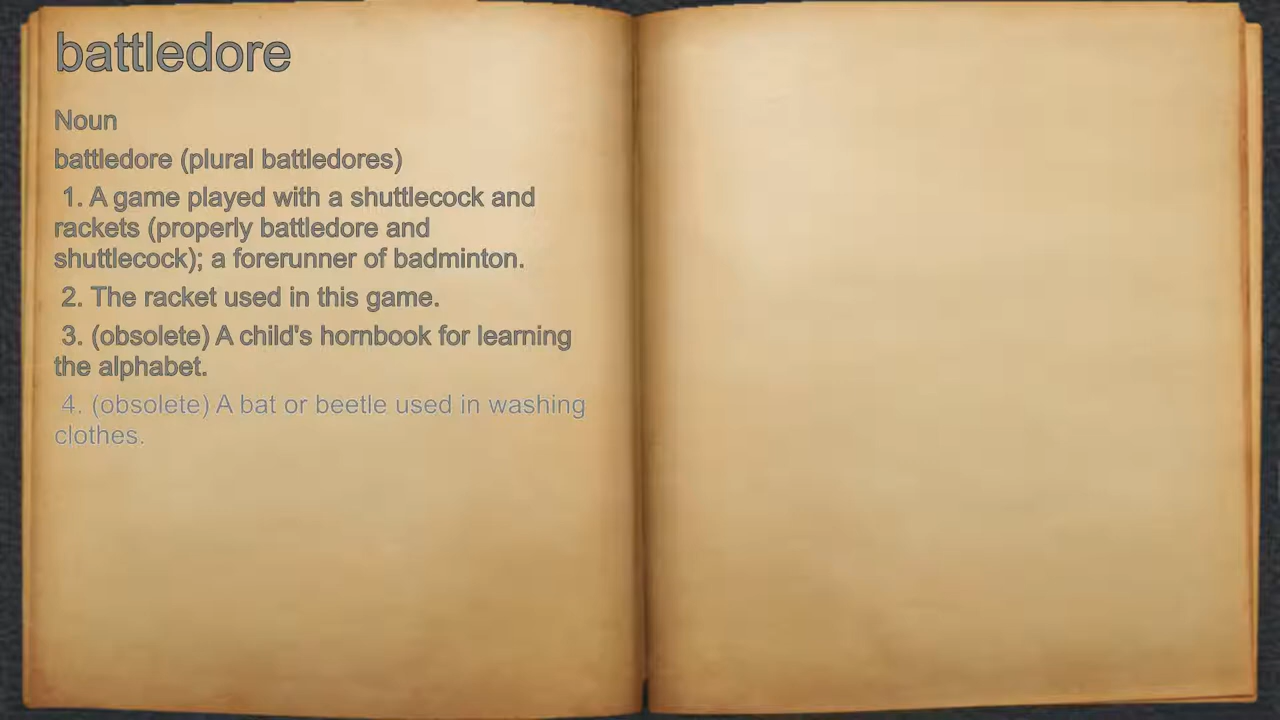 battledore
Noun
battledore (plural battledores)
1. A game played with a shuttlecock and
rackets (properly battledore and
shuttlecock); a forerunner of badminton.
2. The racket used in this game.
3. (obsolete) A child's hornbook for learning
the alphabet.
4. (obsolete) A bat or beetle used in washing
clothes.